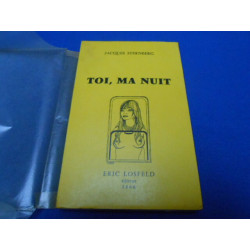 JACQUES STERNBERG
TOI, MA NUIT
ERIC LOSFELD